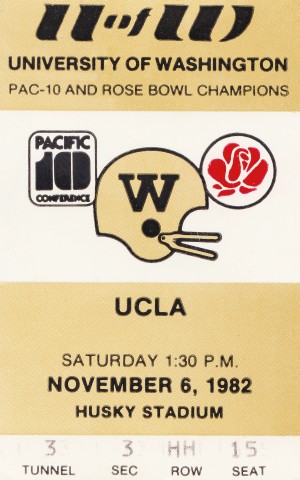 U of W
UNIVERSITY OF WASHINGTON
PAC-10 AND ROSE BOWL CHAMPIONS
PACIFIC
10
CONFERENCE
W
UCLA
SATURDAY 1:30 P.M.
NOVEMBER 6, 1982
HUSKY STADIUM
3 3 HH 15
TUNNEL SEC ROW SEAT